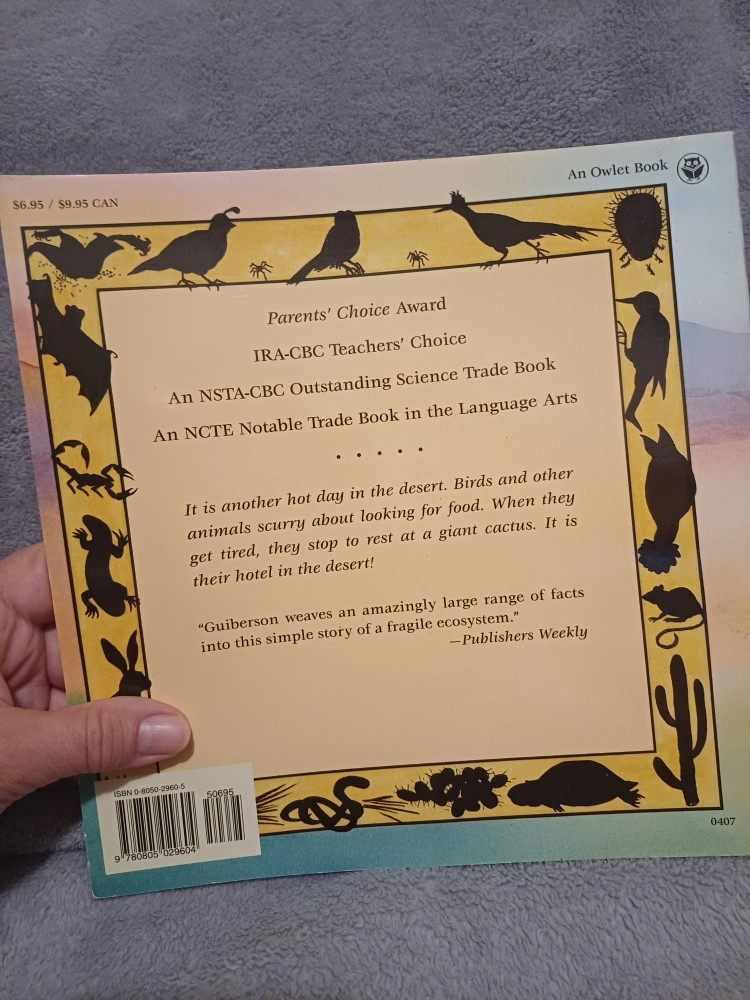 $6.95 / $9.95 CAN
An Owlet Book
Parents' Choice Award
IRA-CBC Teachers' Choice
An NSTA-CBC Outstanding Science Trade Book
An NCTE Notable Trade Book in the Language Arts
• • • • •
It is another hot day in the desert. Birds and other
animals scurry about looking for food. When they
get tired, they stop to rest at a giant cactus. It is
their hotel in the desert!
“Guiberson weaves an amazingly large range of facts
into this simple story of a fragile ecosystem.”
—Publishers Weekly
ISBN 0-8050-2960-5
50695
9 780805 029604
0407